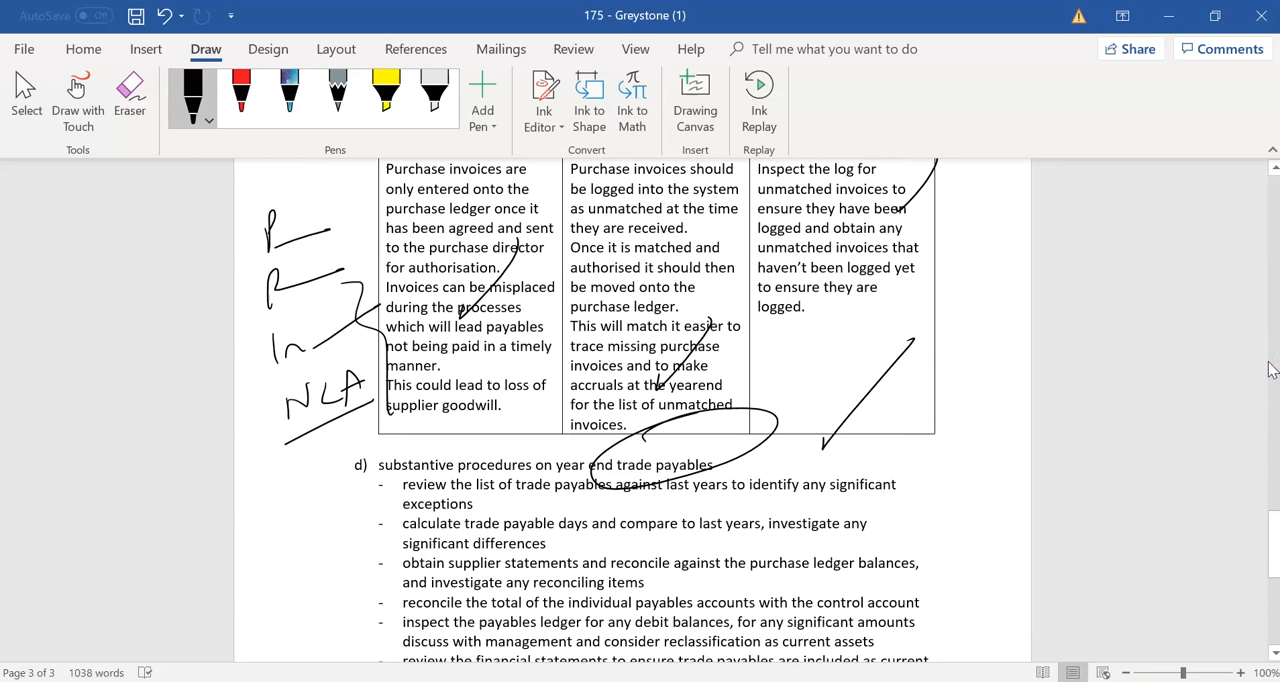 AutoSave Off
175 - Greystone (1)
File Home Insert Draw Design Layout References Mailings Review View Help Tell me what you want to do Share Comments
Select
Draw with
Touch
Eraser
Add
Pen
Ink
Editor
Ink to
Shape
Ink to
Math
Drawing
Canvas
Ink
Replay
Tools Pens Convert Insert Replay
Purchase invoices are
only entered onto the
purchase ledger once it
has been agreed and sent
to the purchase director
for authorisation.
Invoices can be misplaced
during the processes
which will lead payables
not being paid in a timely
manner.
This could lead to loss of
supplier goodwill.
Purchase invoices should
be logged into the system
as unmatched at the time
they are received.
Once it is matched and
authorised it should then
be moved onto the
purchase ledger.
This will match it easier to
trace missing purchase
invoices and to make
accruals at the yearend
for the list of unmatched
invoices.
Inspect the log for
unmatched invoices to
ensure they have been
logged and obtain any
unmatched invoices that
haven't been logged yet
to ensure they are
logged.
d) substantive procedures on year end trade payables
- review the list of trade payables against last years to identify any significant
exceptions
- calculate trade payable days and compare to last years, investigate any
significant differences
- obtain supplier statements and reconcile against the purchase ledger balances,
and investigate any reconciling items
- reconcile the total of the individual payables accounts with the control account
- inspect the payables ledger for any debit balances, for any significant amounts
discuss with management and consider reclassification as current assets
review the financial statements to ensure trade payables are included as current
Page 3 of 3 1038 words 100%